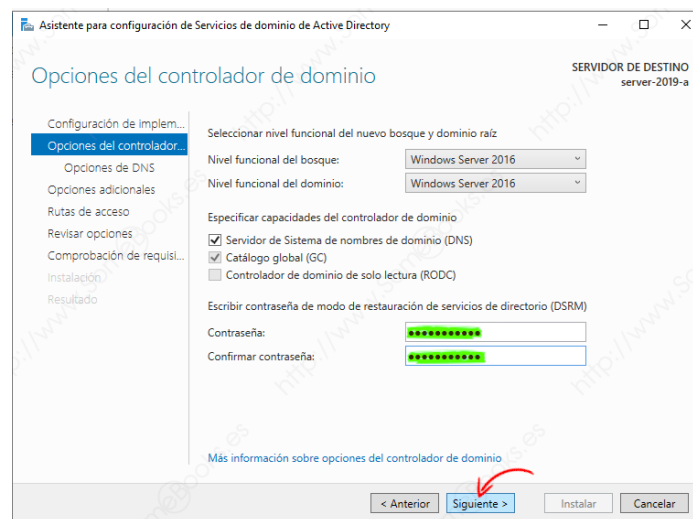 Asistente para configuración de Servicios de dominio de Active Directory
Opciones del controlador de dominio
SERVIDOR DE DESTINO
server-2019-a
Configuración de implem...
Opciones del controlador...
Opciones de DNS
Opciones adicionales
Rutas de acceso
Revisar opciones
Comprobación de requisi...
Instalación
Resultado
Seleccionar nivel funcional del nuevo bosque y dominio raíz
Nivel funcional del bosque: Windows Server 2016
Nivel funcional del dominio: Windows Server 2016
Especificar capacidades del controlador de dominio
Servidor de Sistema de nombres de dominio (DNS)
Catálogo global (GC)
Controlador de dominio de solo lectura (RODC)
Escribir contraseña de modo de restauración de servicios de directorio (DSRM)
Contraseña: •••••••••••
Confirmar contraseña: •••••••••••
Más información sobre opciones del controlador de dominio
< Anterior Siguiente > Instalar Cancelar